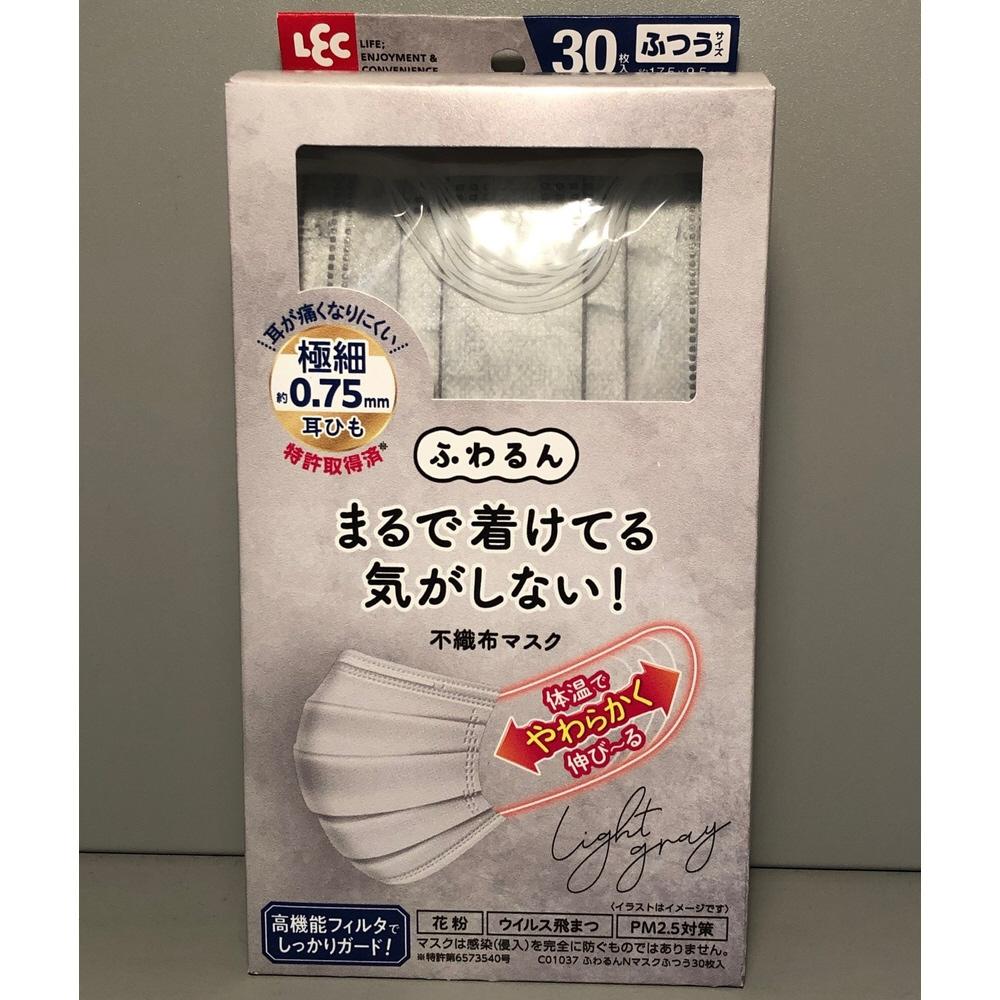 LEC
LIFE;
ENJOYMENT &
CONVENIENCE
30枚入
ふつうサイズ
耳が痛くなりにくい
極細
約0.75mm
耳ひも
特許取得済※
ふわるん
まるで着けてる
気がしない!
不織布マスク
体温で
やわらかく
伸び〜る
Light
gray
〈イラストはイメージです〉
高機能フィルタで
しっかりガード!
花粉
ウイルス飛まつ
PM2.5対策
マスクは感染(侵入)を完全に防ぐものではありません。
※特許第6573540号
C01037 ふわるんNマスクふつう30枚入